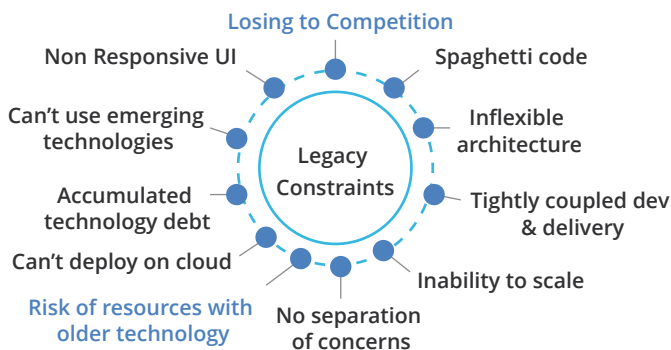 Losing to Competition
Non Responsive UI
Spaghetti code
Can’t use emerging
technologies
Inflexible
architecture
Legacy
Constraints
Accumulated
technology debt
Tightly coupled dev
& delivery
Can’t deploy on cloud
Inability to scale
Risk of resources with
older technology
No separation
of concerns